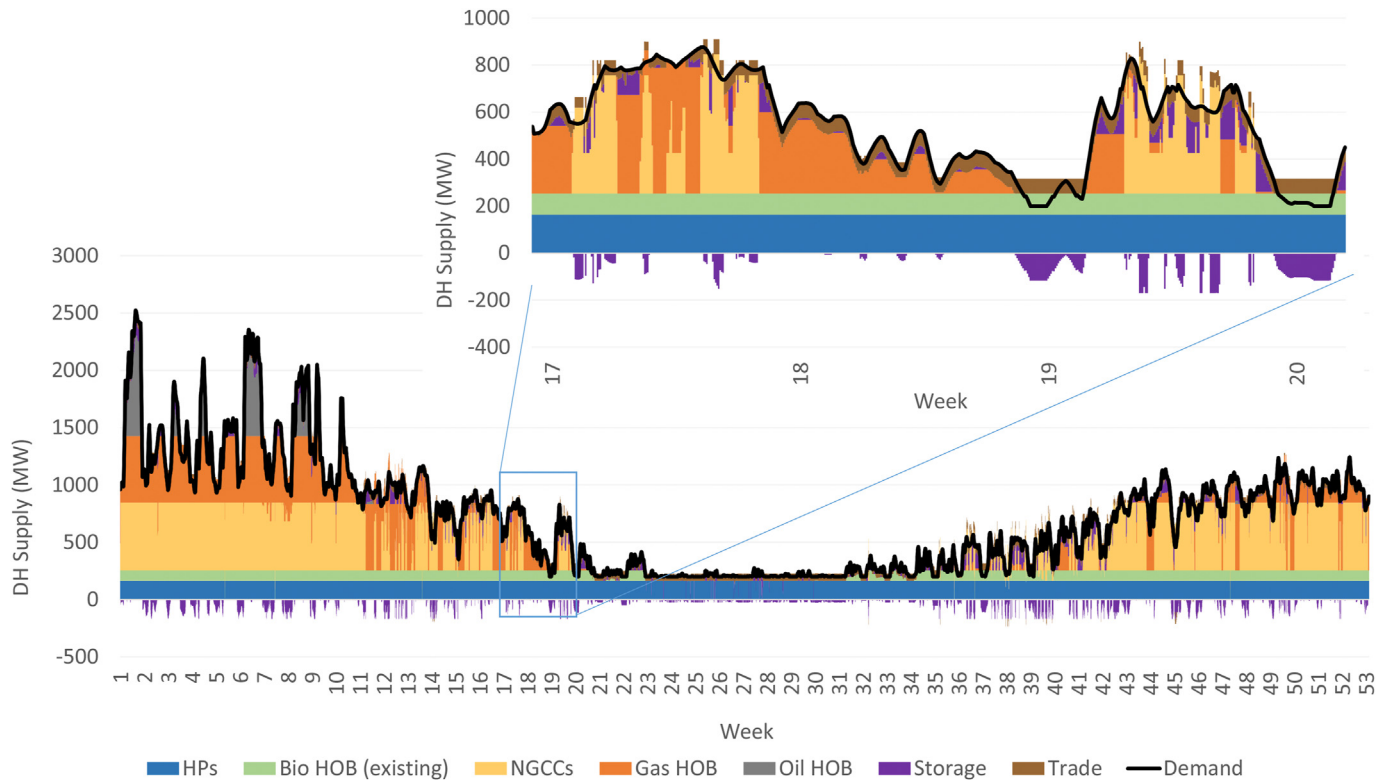 1000
800
600
400
200
0
-200
-400
DH Supply (MW)
17 18 19 20
Week
3000
2500
2000
1500
1000
500
0
-500
DH Supply (MW)
1 2 3 4 5 6 7 8 9 10 11 12 13 14 15 16 17 18 19 20 21 22 23 24 25 26 27 28 29 30 31 32 33 34 35 36 37 38 39 40 41 42 43 44 45 46 47 48 49 50 51 52 53
Week
HPs Bio HOB (existing) NGCCs Gas HOB Oil HOB Storage Trade Demand